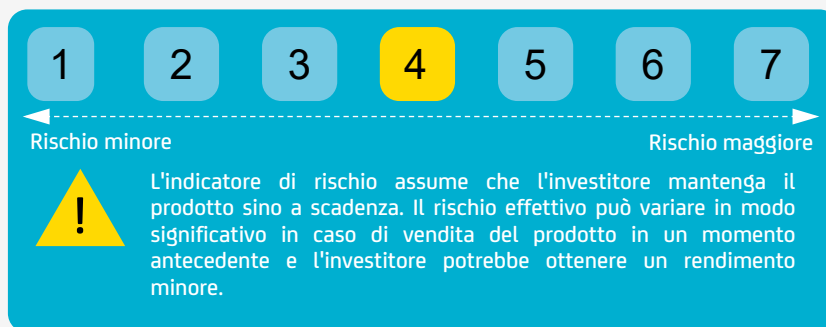 1 2 3 4 5 6 7
Rischio minore Rischio maggiore
!
L'indicatore di rischio assume che l'investitore mantenga il
prodotto sino a scadenza. Il rischio effettivo può variare in modo
significativo in caso di vendita del prodotto in un momento
antecedente e l'investitore potrebbe ottenere un rendimento
minore.